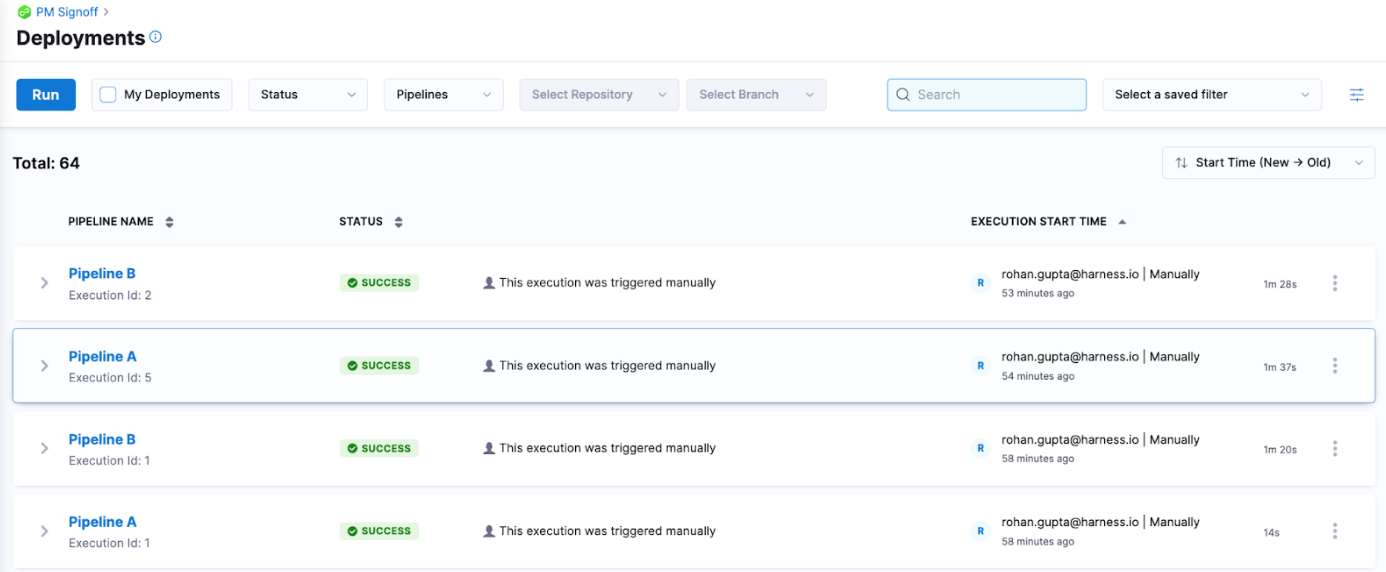 PM Signoff >
Deployments
Run My Deployments Status Pipelines Select Repository Select Branch Search Select a saved filter
Total: 64 Start Time (New → Old)
PIPELINE NAME STATUS EXECUTION START TIME
Pipeline B
Execution Id: 2
SUCCESS
This execution was triggered manually
R
rohan.gupta@harness.io | Manually
53 minutes ago
1m 28s
Pipeline A
Execution Id: 5
SUCCESS
This execution was triggered manually
R
rohan.gupta@harness.io | Manually
54 minutes ago
1m 37s
Pipeline B
Execution Id: 1
SUCCESS
This execution was triggered manually
R
rohan.gupta@harness.io | Manually
58 minutes ago
1m 20s
Pipeline A
Execution Id: 1
SUCCESS
This execution was triggered manually
R
rohan.gupta@harness.io | Manually
58 minutes ago
14s